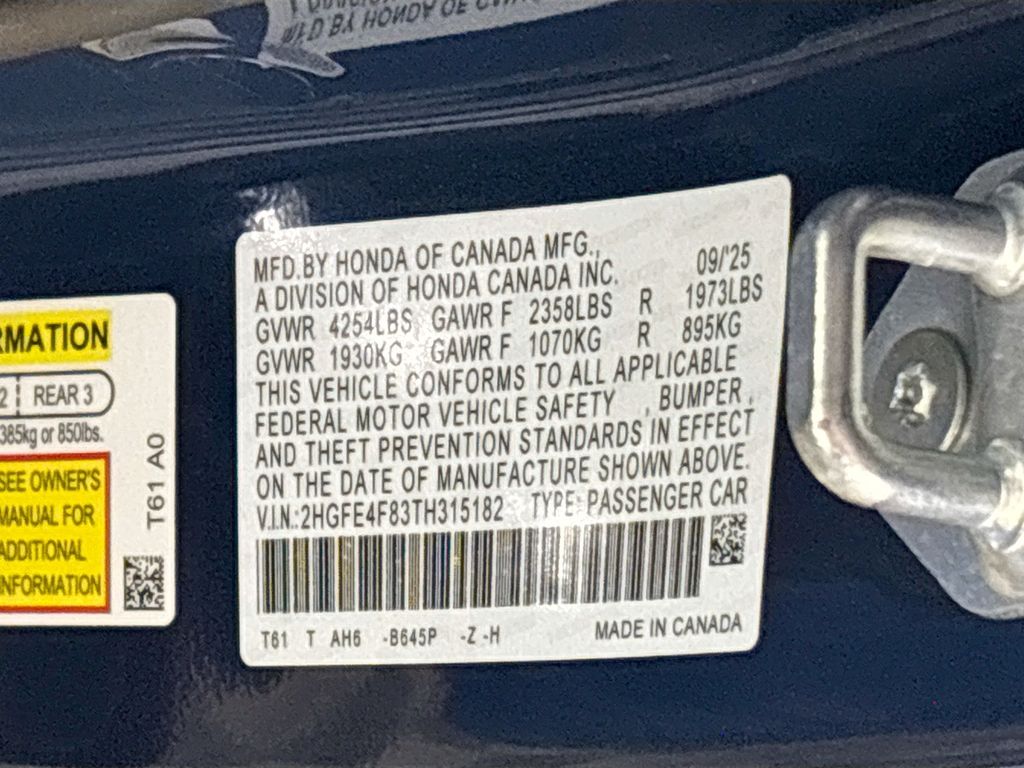 MFD.BY HONDA OF CANADA MFG.,
A DIVISION OF HONDA CANADA INC. 09/25
GVWR 4254LBS GAWR F 2358LBS R 1973LBS
GVWR 1930KG GAWR F 1070KG R 895KG
THIS VEHICLE CONFORMS TO ALL APPLICABLE
FEDERAL MOTOR VEHICLE SAFETY , BUMPER,
AND THEFT PREVENTION STANDARDS IN EFFECT
ON THE DATE OF MANUFACTURE SHOWN ABOVE.
V.I.N.:2HGFE4F83TH315182 TYPE: PASSENGER CAR
T61 T AH6 -B645P -Z -H MADE IN CANADA
RMATION
2 REAR 3
385kg or 850lbs.
SEE OWNER'S
MANUAL FOR
ADDITIONAL
INFORMATION
T61 A0